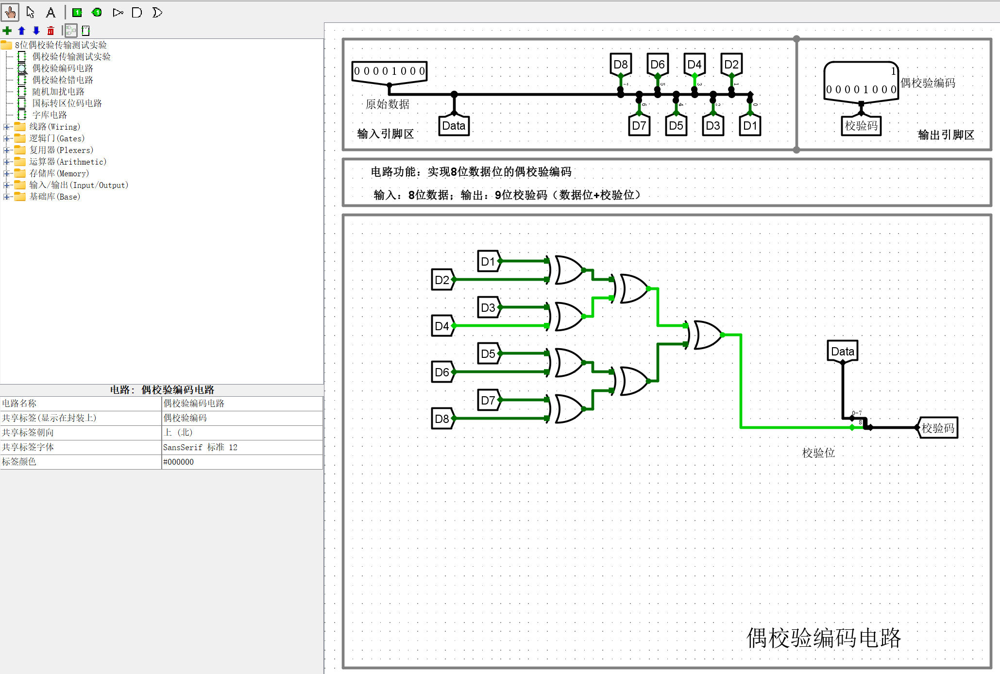 A
1
1
8位偶校验传输测试实验
偶校验传输测试实验
偶校验编码电路
偶校验检错电路
随机加扰电路
国标转区位码电路
字库电路
线路(Wiring)
逻辑门(Gates)
复用器(Plexers)
运算器(Arithmetic)
存储库(Memory)
输入/输出(Input/Output)
基础库(Base)
电路: 偶校验编码电路
电路名称 偶校验编码电路
共享标签(显示在封装上) 偶校验编码
共享标签朝向 上 (北)
共享标签字体 SansSerif 标准 12
标签颜色 #000000
D8 D6 D4 D2
0 0 0 0 1 0 0 0
7 5 3 1
原始数据
6 4 2 0
Data D7 D5 D3 D1
输入引脚区
1
0 0 0 0 1 0 0 0
偶校验编码
校验码
输出引脚区
电路功能：实现8位数据位的偶校验编码
输入：8位数据；输出：9位校验码（数据位+校验位）
D1
D2
D3
D4
D5
D6
D7
D8
Data
0-7
8
校验码
校验位
偶校验编码电路